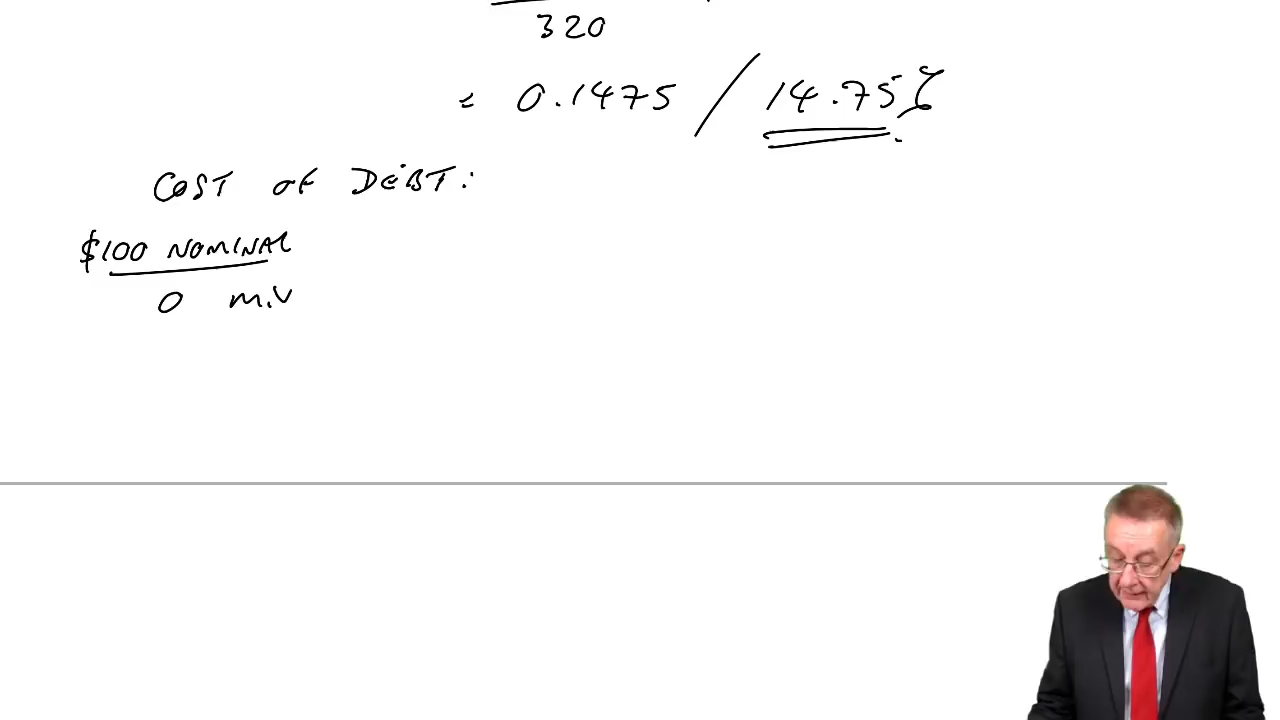 320
= 0.1475 / 14.75%
COST OF DEBT:
$100 NOMINAL
0 M.V